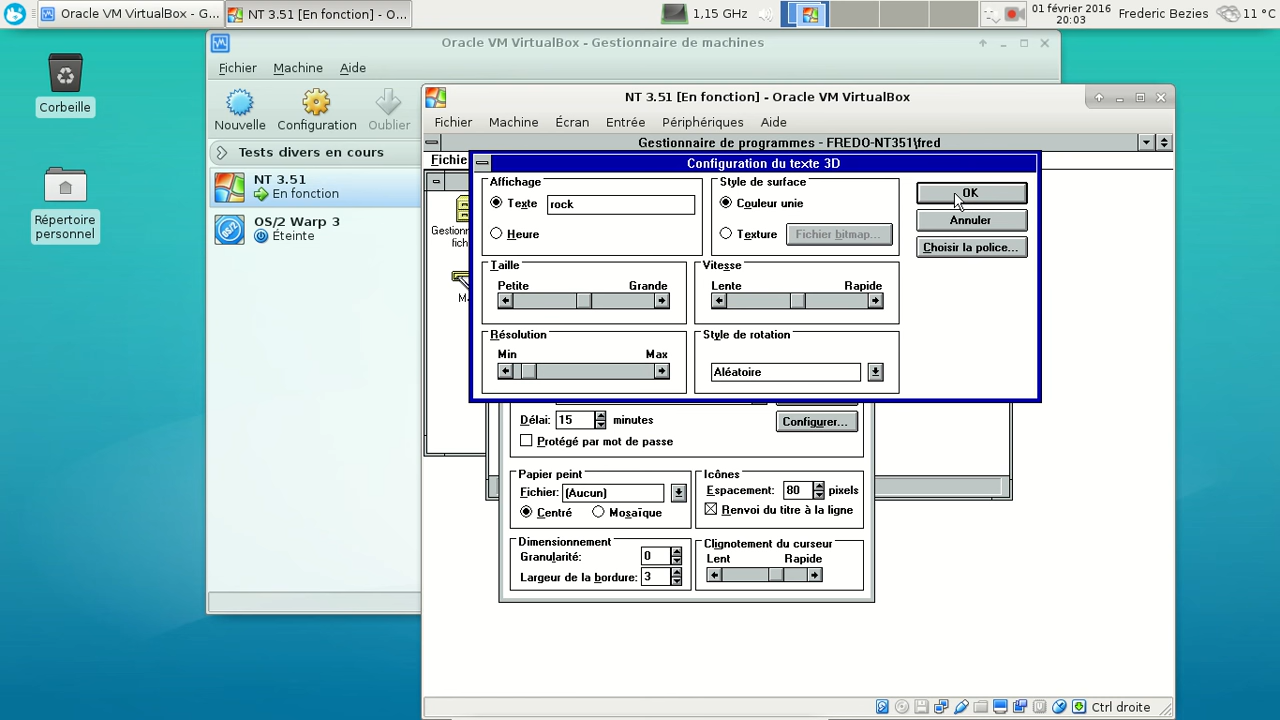 Oracle VM VirtualBox - G...
NT 3.51 [En fonction] - O...
1,15 GHz
01 février 2016
20:03
Frederic Bezies
11 °C
Corbeille
Répertoire
personnel
Oracle VM VirtualBox - Gestionnaire de machines
Fichier
Machine
Aide
Nouvelle
Configuration
Oublier
Tests divers en cours
NT 3.51
En fonction
OS/2 Warp 3
Éteinte
NT 3.51 [En fonction] - Oracle VM VirtualBox
Fichier
Machine
Écran
Entrée
Périphériques
Aide
Gestionnaire de programmes - FREDO-NT351\fred
Fichie
Gestionn
fich
Ma
Configuration du texte 3D
Affichage
Texte
rock
Heure
Style de surface
Couleur unie
Texture
Fichier bitmap...
OK
Annuler
Choisir la police...
Taille
Petite
Grande
Vitesse
Lente
Rapide
Résolution
Min
Max
Style de rotation
Aléatoire
Délai:
15
minutes
Configurer...
Protégé par mot de passe
Papier peint
Fichier:
(Aucun)
Centré
Mosaïque
Icônes
Espacement:
80
pixels
Renvoi du titre à la ligne
Dimensionnement
Granularité:
0
Largeur de la bordure:
3
Clignotement du curseur
Lent
Rapide
Ctrl droite